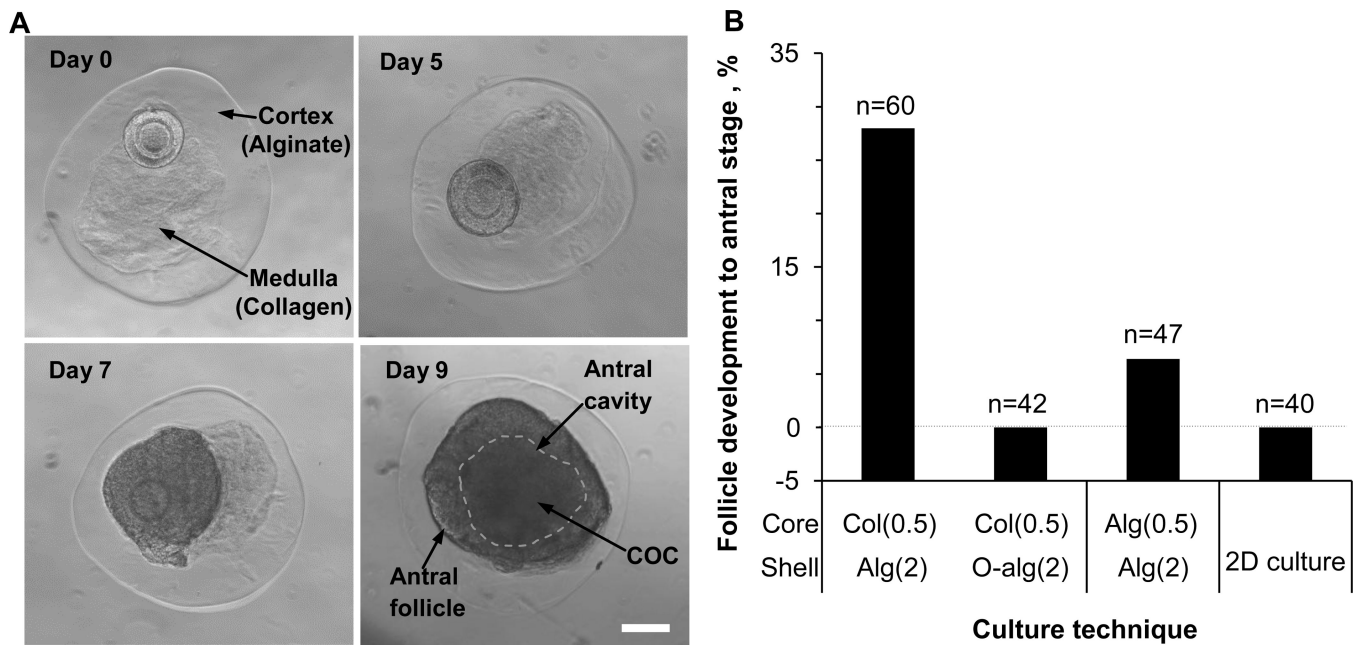 A
Day 0
Cortex
(Alginate)
Medulla
(Collagen)
Day 5
Day 7
Day 9
Antral
cavity
COC
Antral
follicle
B
Follicle development to antral stage , %
35
15
0
-5
n=60
n=42
n=47
n=40
Core Col(0.5) Col(0.5) Alg(0.5)
Shell Alg(2) O-alg(2) Alg(2) 2D culture
Culture technique